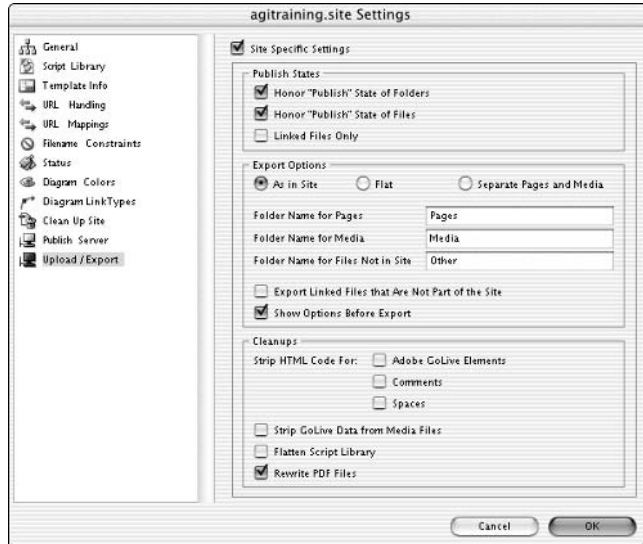 agitraining.site Settings
General
Script Library
Template Info
URL Handling
URL Mappings
Filename Constraints
Status
Diagram Colors
Diagram LinkTypes
Clean Up Site
Publish Server
Upload/Export
Site Specific Settings
Publish States
Honor "Publish" State of Folders
Honor "Publish" State of Files
Linked Files Only
Export Options
As in Site Flat Separate Pages and Media
Folder Name for Pages Pages
Folder Name for Media Media
Folder Name for Files Not in Site Other
Export Linked Files that Are Not Part of the Site
Show Options Before Export
Cleanups
Strip HTML Code For: Adobe GoLive Elements
Comments
Spaces
Strip GoLive Data from Media Files
Flatten Script Library
Rewrite PDF Files
Cancel OK